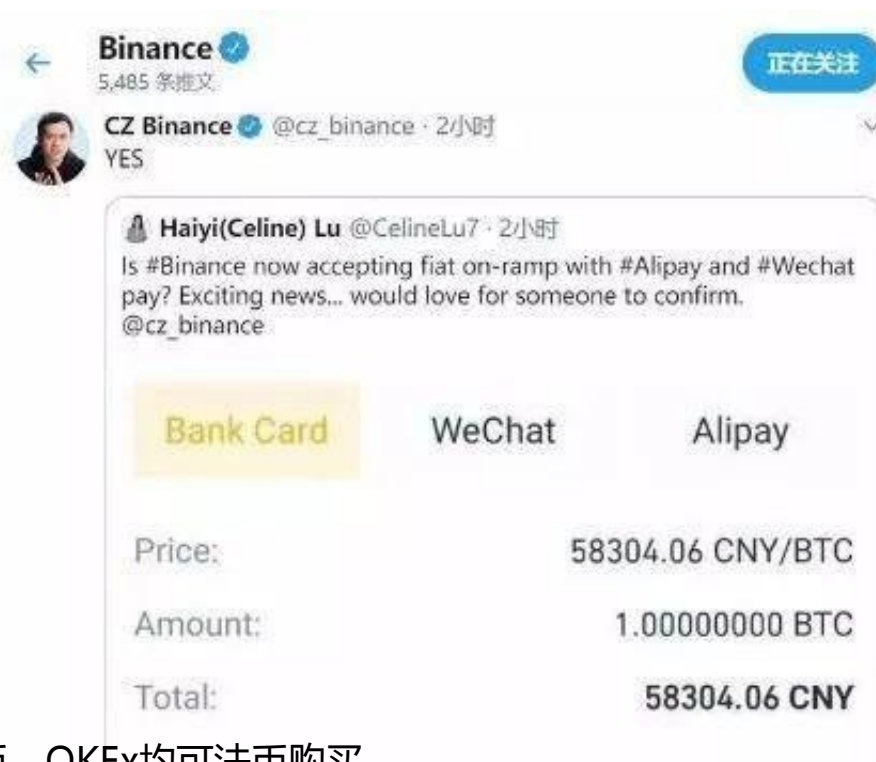 Binance
正在关注
5,485 条推文
CZ Binance @cz_binance · 2小时
YES
Haiyi(Celine) Lu @CelineLu7 · 2小时
Is #Binance now accepting fiat on-ramp with #Alipay and #Wechat
pay? Exciting news... would love for someone to confirm.
@cz_binance
Bank Card WeChat Alipay
Price: 58304.06 CNY/BTC
Amount: 1.00000000 BTC
Total: 58304.06 CNY
OKEx均可法币购买